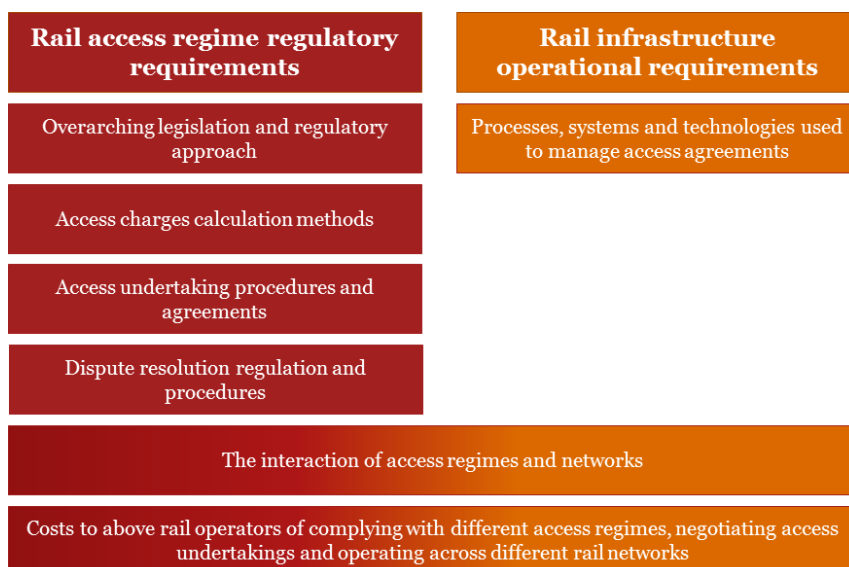 Rail access regime regulatory
requirements
Rail infrastructure
operational requirements
Overarching legislation and regulatory
approach
Processes, systems and technologies used
to manage access agreements
Access charges calculation methods
Access undertaking procedures and
agreements
Dispute resolution regulation and
procedures
The interaction of access regimes and networks
Costs to above rail operators of complying with different access regimes, negotiating access
undertakings and operating across different rail networks